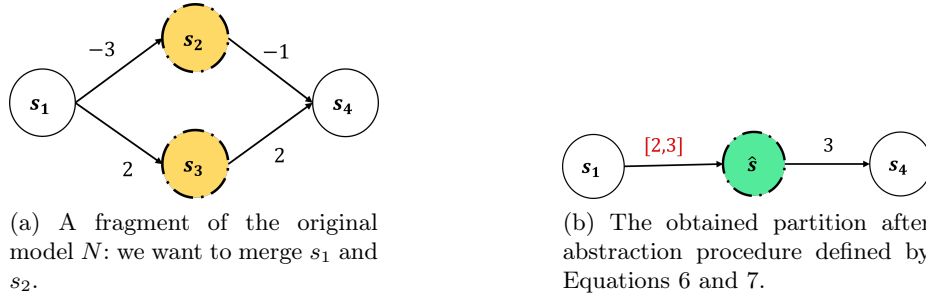 −3
s₂
−1
s₁
s₄
2
s₃
2
[2,3]
3
s₁
ŝ
s₄
(a) A fragment of the original
model N: we want to merge s₁ and
s₂.
(b) The obtained partition after
abstraction procedure defined by
Equations 6 and 7.